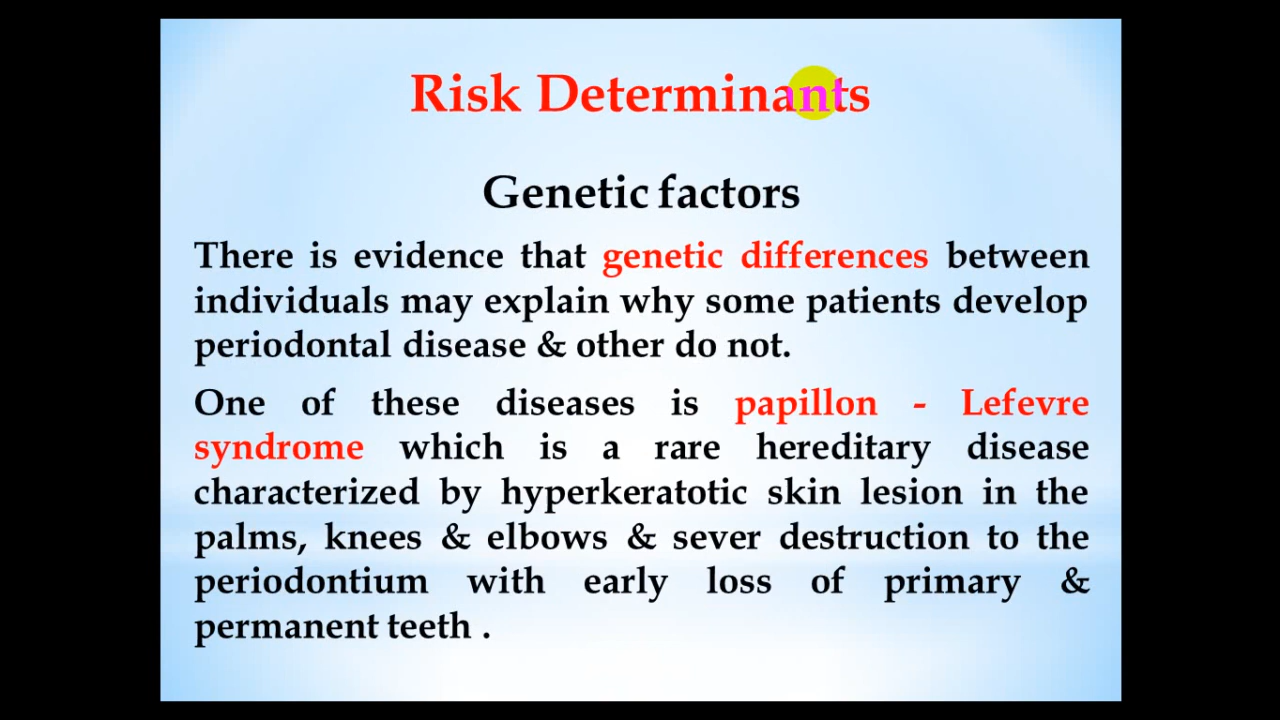 Risk Determinants
Genetic factors
There is evidence that genetic differences between
individuals may explain why some patients develop
periodontal disease & other do not.
One of these diseases is papillon - Lefevre
syndrome which is a rare hereditary disease
characterized by hyperkeratotic skin lesion in the
palms, knees & elbows & sever destruction to the
periodontium with early loss of primary &
permanent teeth .